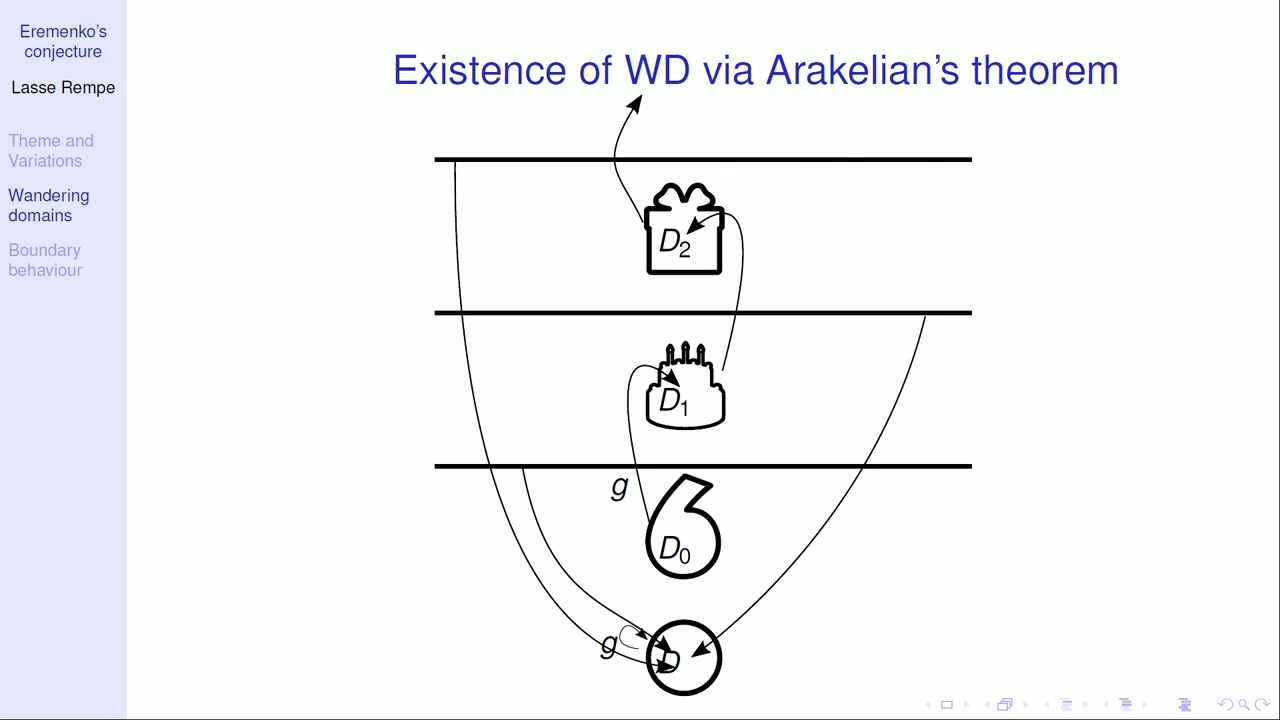 Eremenko's
conjecture
Lasse Rempe
Theme and
Variations
Wandering
domains
Boundary
behaviour
Existence of WD via Arakelian's theorem
D₂
D₁
g
D₀
g
D